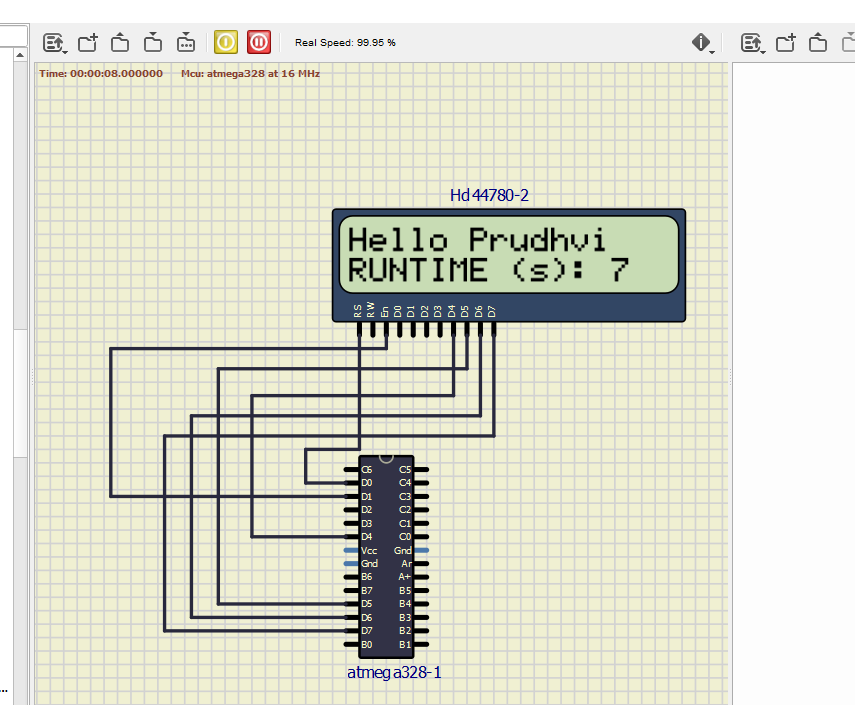 Real Speed: 99.95 %
Time: 00:00:08.000000 Mcu: atmega328 at 16 MHz
Hd44780-2
Hello Prudhvi
RUNTIME (s): 7
RS RW En D0 D1 D2 D3 D4 D5 D6 D7
C6 C5
D0 C4
D1 C3
D2 C2
D3 C1
D4 C0
Vcc Gnd
Gnd Ar
B6 A+
B7 B5
D5 B4
D6 B3
D7 B2
B0 B1
...
atmega328-1